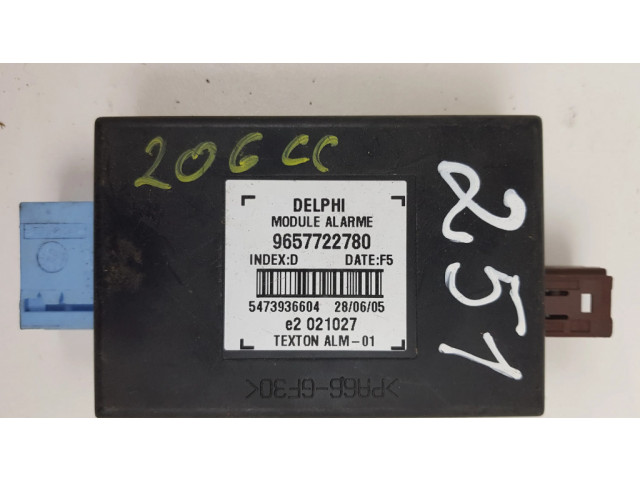 206 CC
DELPHI
MODULE ALARME
9657722780
INDEX:D DATE:F5
5473936604 28/06/05
e2 021027
TEXTON ALM-01
251
>PA66-GF30<